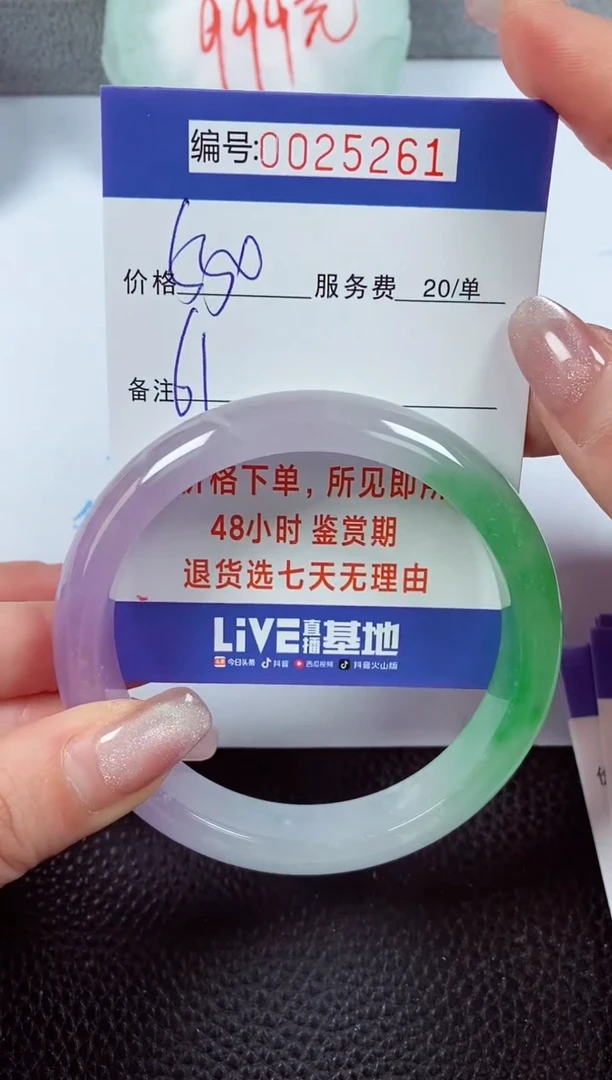 999元
编号:0025261
价格 550 服务费 20/单
备注 61
价格下单，所见即所
48小时 鉴赏期
退货选七天无理由
LiVE直播基地
今日头条 抖音 西瓜视频 抖音火山版